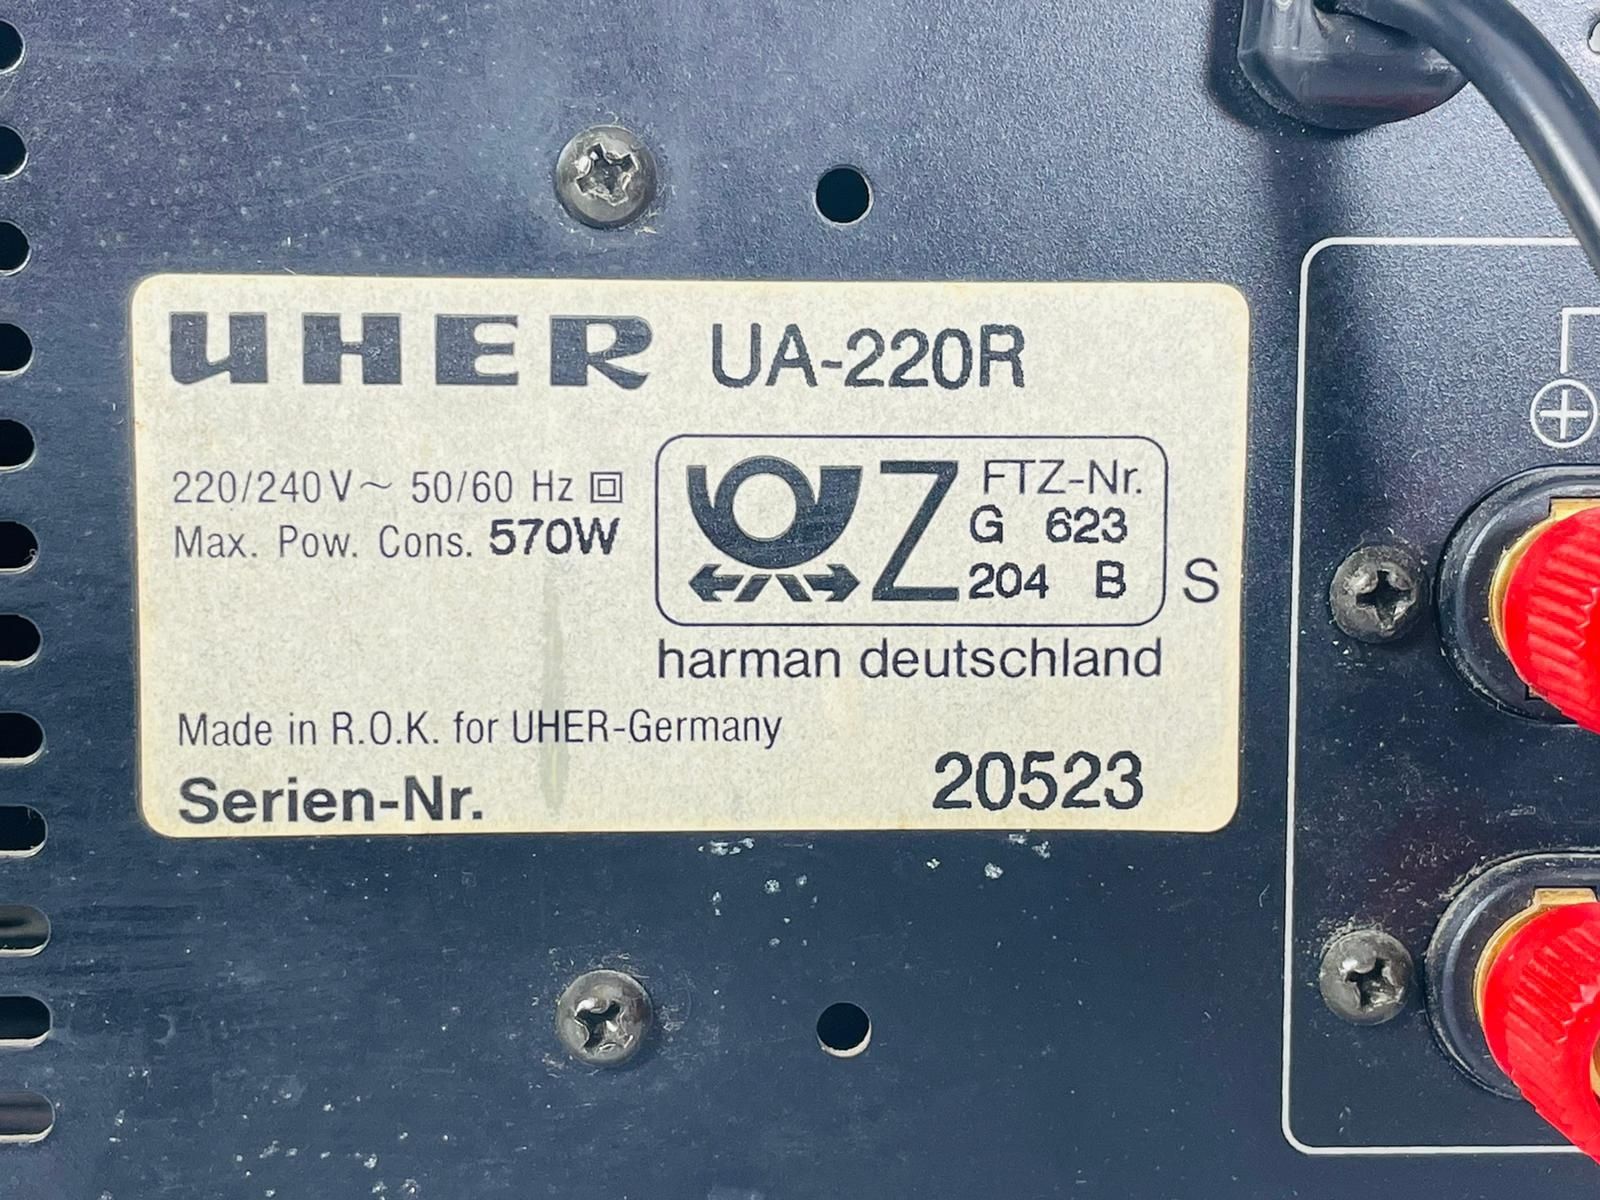 UHER UA-220R
220/240V~ 50/60 Hz
Max. Pow. Cons. 570W
Z FTZ-Nr.
G 623
204 B
S
harman deutschland
Made in R.O.K. for UHER-Germany
Serien-Nr. 20523